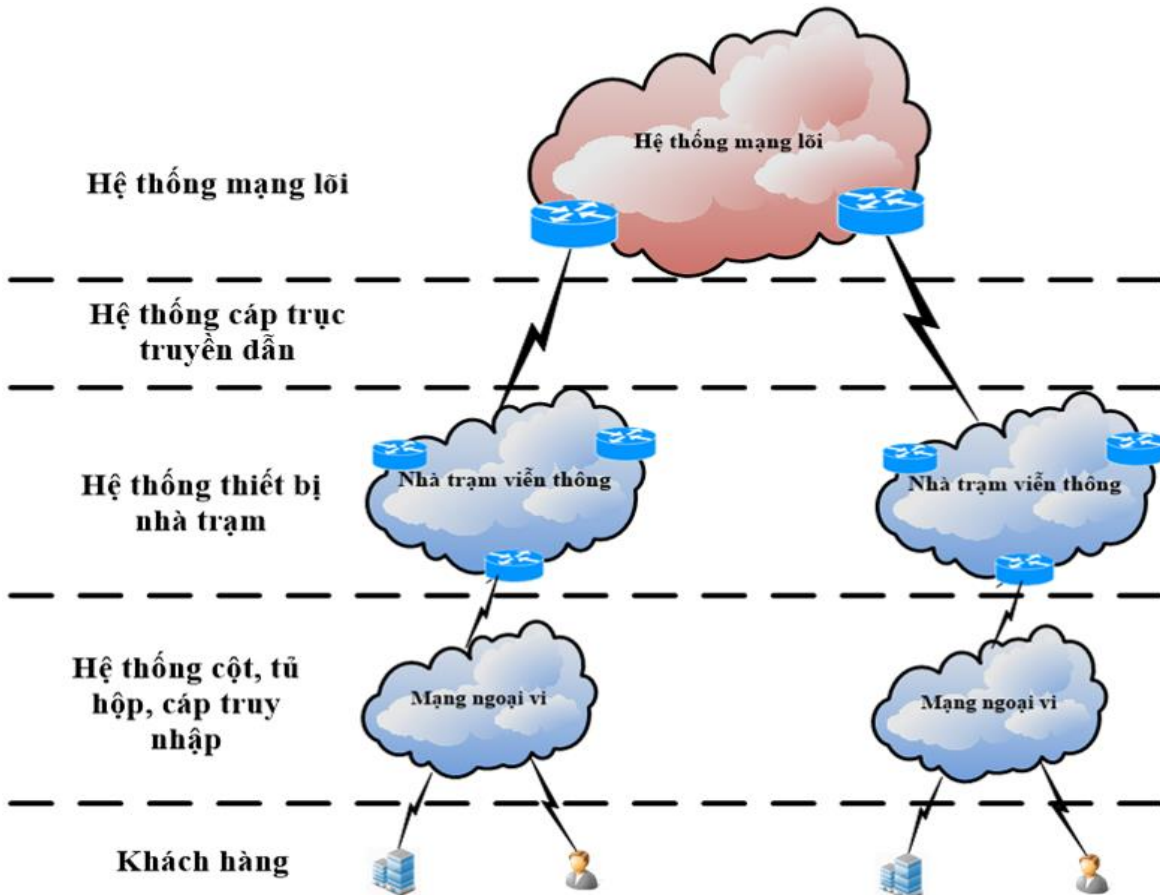 Hệ thống mạng lõi
Hệ thống mạng lõi
Hệ thống cáp trục
truyền dẫn
Hệ thống thiết bị
nhà trạm
Nhà trạm viễn thông
Nhà trạm viễn thông
Hệ thống cột, tủ
hộp, cáp truy
nhập
Mạng ngoại vi
Mạng ngoại vi
Khách hàng